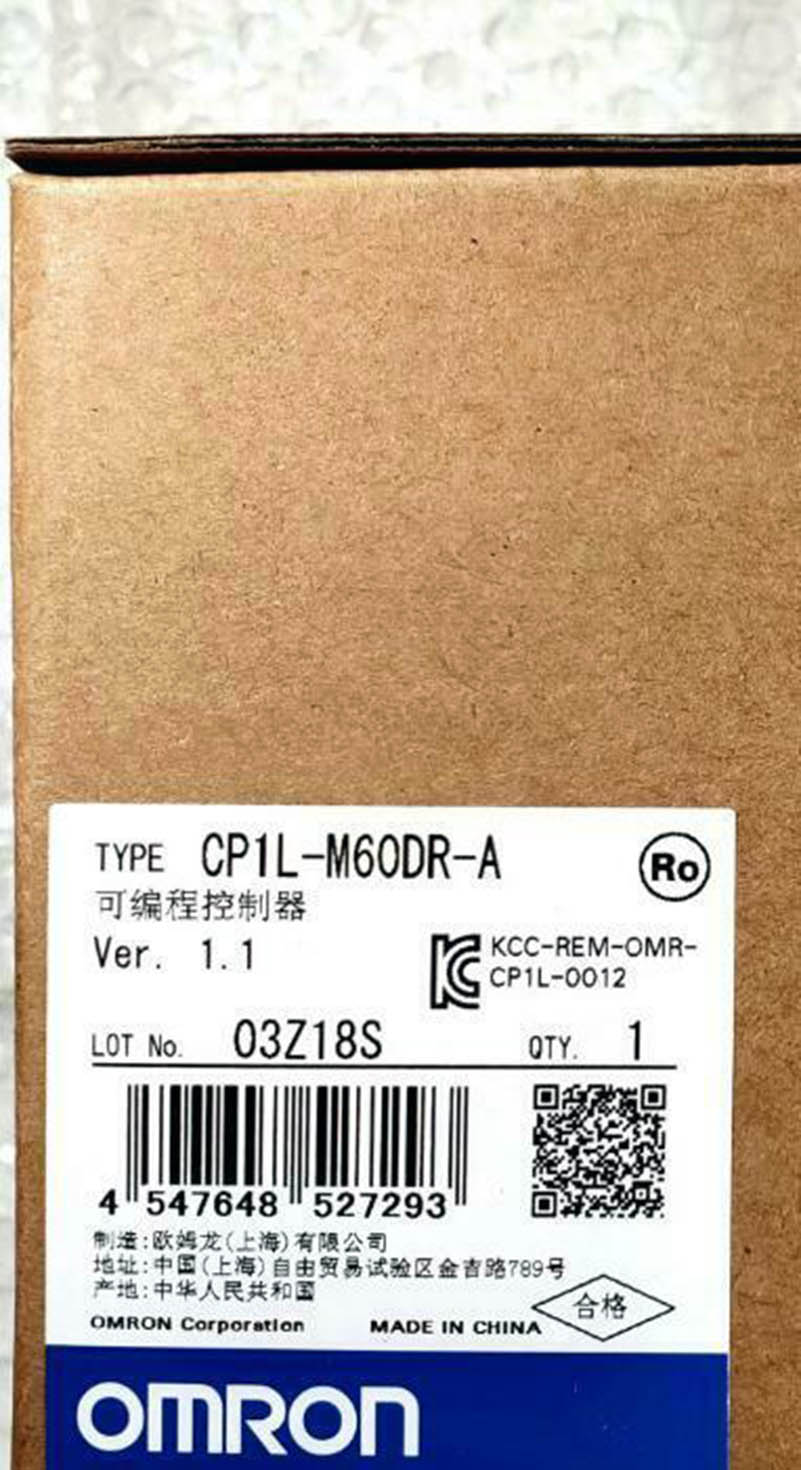 TYPE CP1L-M60DR-A
Ro
可编程控制器
Ver. 1.1
KCC-REM-OMR-
CP1L-0012
LOT No. 03Z18S QTY. 1
4 547648 527293
制造:欧姆龙(上海)有限公司
地址:中国(上海)自由贸易试验区金吉路789号
产地:中华人民共和国
合格
OMRON Corporation MADE IN CHINA
OMRON